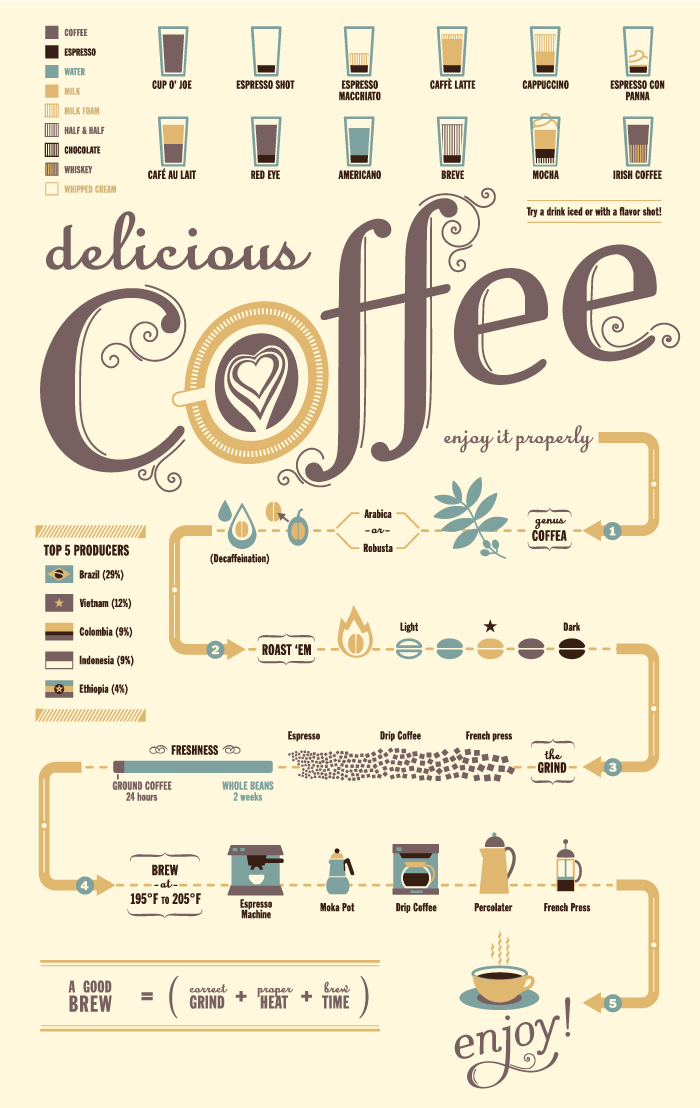 COFFEE
ESPRESSO
WATER
MILK
MILK FOAM
HALF & HALF
CHOCOLATE
WHISKEY
WHIPPED CREAM
CUP O' JOE
ESPRESSO SHOT
ESPRESSO
MACCHIATO
CAFFÈ LATTE
CAPPUCCINO
ESPRESSO CON
PANNA
CAFÉ AU LAIT
RED EYE
AMERICANO
BREVE
MOCHA
IRISH COFFEE
Try a drink iced or with a flavor shot!
delicious
Coffee
enjoy it properly
1
genus
COFFEA
Arabica
-or-
Robusta
(Decaffeination)
TOP 5 PRODUCERS
Brazil (29%)
Vietnam (12%)
Colombia (9%)
Indonesia (9%)
Ethiopia (4%)
2
ROAST 'EM
Light
Dark
3
the
GRIND
Espresso
Drip Coffee
French press
FRESHNESS
GROUND COFFEE
24 hours
WHOLE BEANS
2 weeks
4
BREW
-at-
195°F TO 205°F
Espresso
Machine
Moka Pot
Drip Coffee
Percolater
French Press
5
enjoy!
A GOOD
BREW
=
(
correct
GRIND
+
proper
HEAT
+
brew
TIME
)